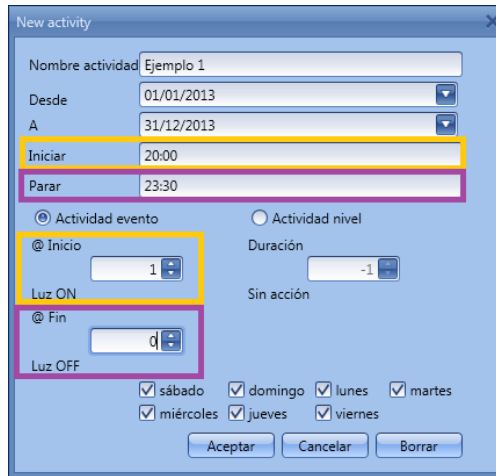 New activity
Nombre actividad Ejemplo 1
Desde 01/01/2013
A 31/12/2013
Iniciar 20:00
Parar 23:30
Actividad evento Actividad nivel
@ Inicio Duración
1 -1
Luz ON Sin acción
@ Fin
0
Luz OFF
sábado domingo lunes martes
miércoles jueves viernes
Aceptar Cancelar Borrar